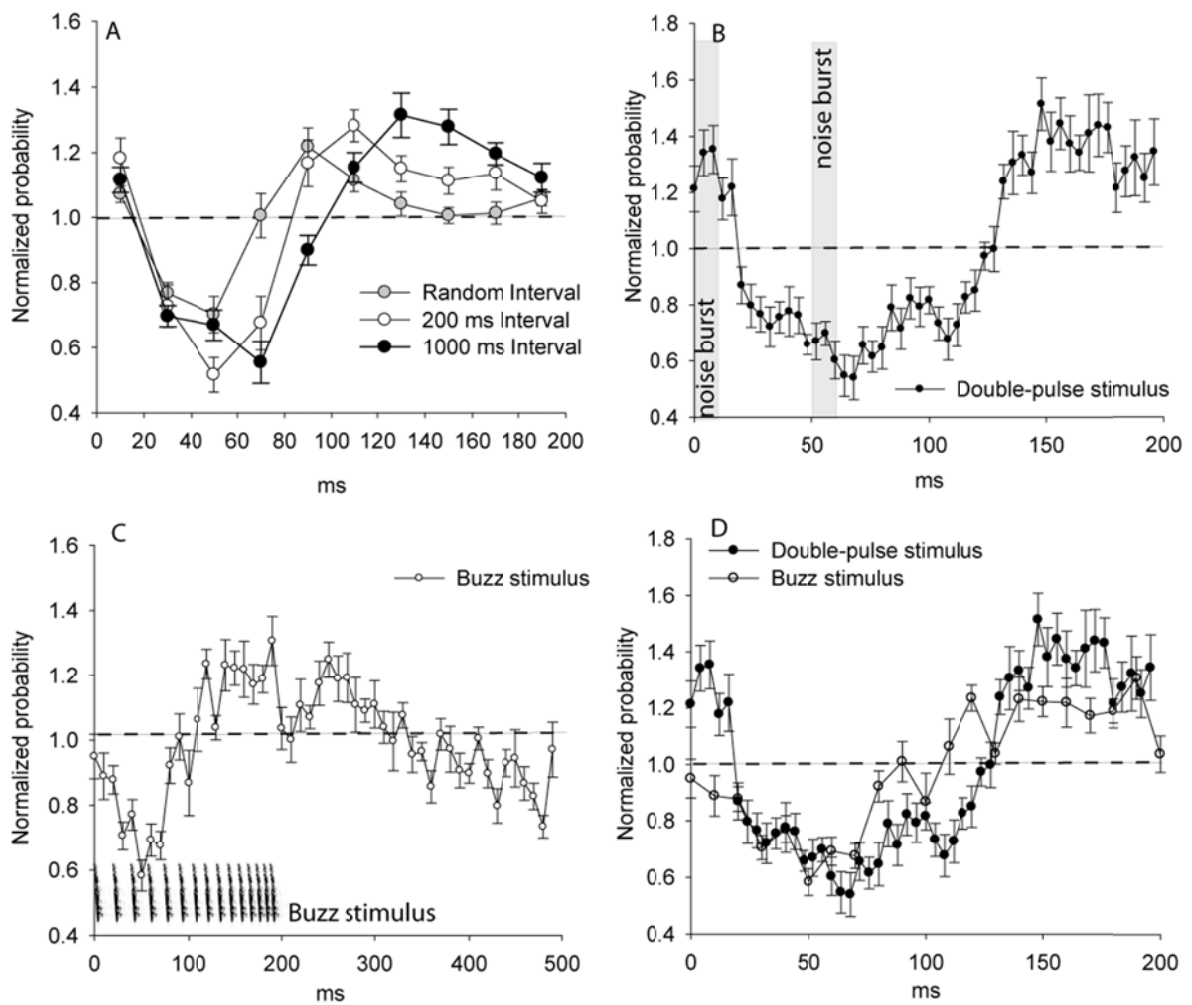 A
Normalized probability
1.6
1.4
1.2
1.0
0.8
0.6
0.4
Random Interval
200 ms Interval
1000 ms Interval
0 20 40 60 80 100 120 140 160 180 200
ms
B
Normalized probability
1.8
1.6
1.4
1.2
1.0
0.8
0.6
0.4
noise burst
noise burst
Double-pulse stimulus
0 50 100 150 200
ms
C
Normalized probability
1.6
1.4
1.2
1.0
0.8
0.6
0.4
Buzz stimulus
Buzz stimulus
0 100 200 300 400 500
ms
D
Normalized probability
1.8
1.6
1.4
1.2
1.0
0.8
0.6
0.4
Double-pulse stimulus
Buzz stimulus
0 50 100 150 200
ms